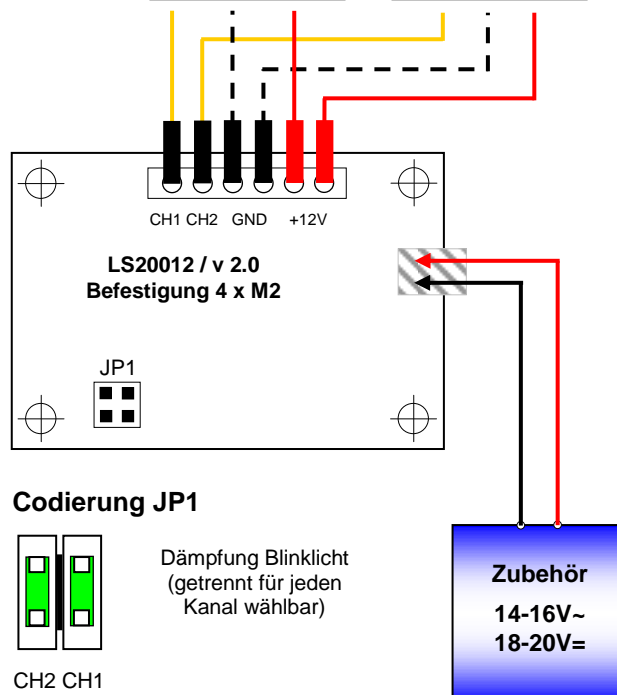 CH1 CH2 GND +12V
LS20012 / v 2.0
Befestigung 4 x M2
JP1
Codierung JP1
Dämpfung Blinklicht
(getrennt für jeden
Kanal wählbar)
CH2 CH1
Zubehör
14-16V~
18-20V=